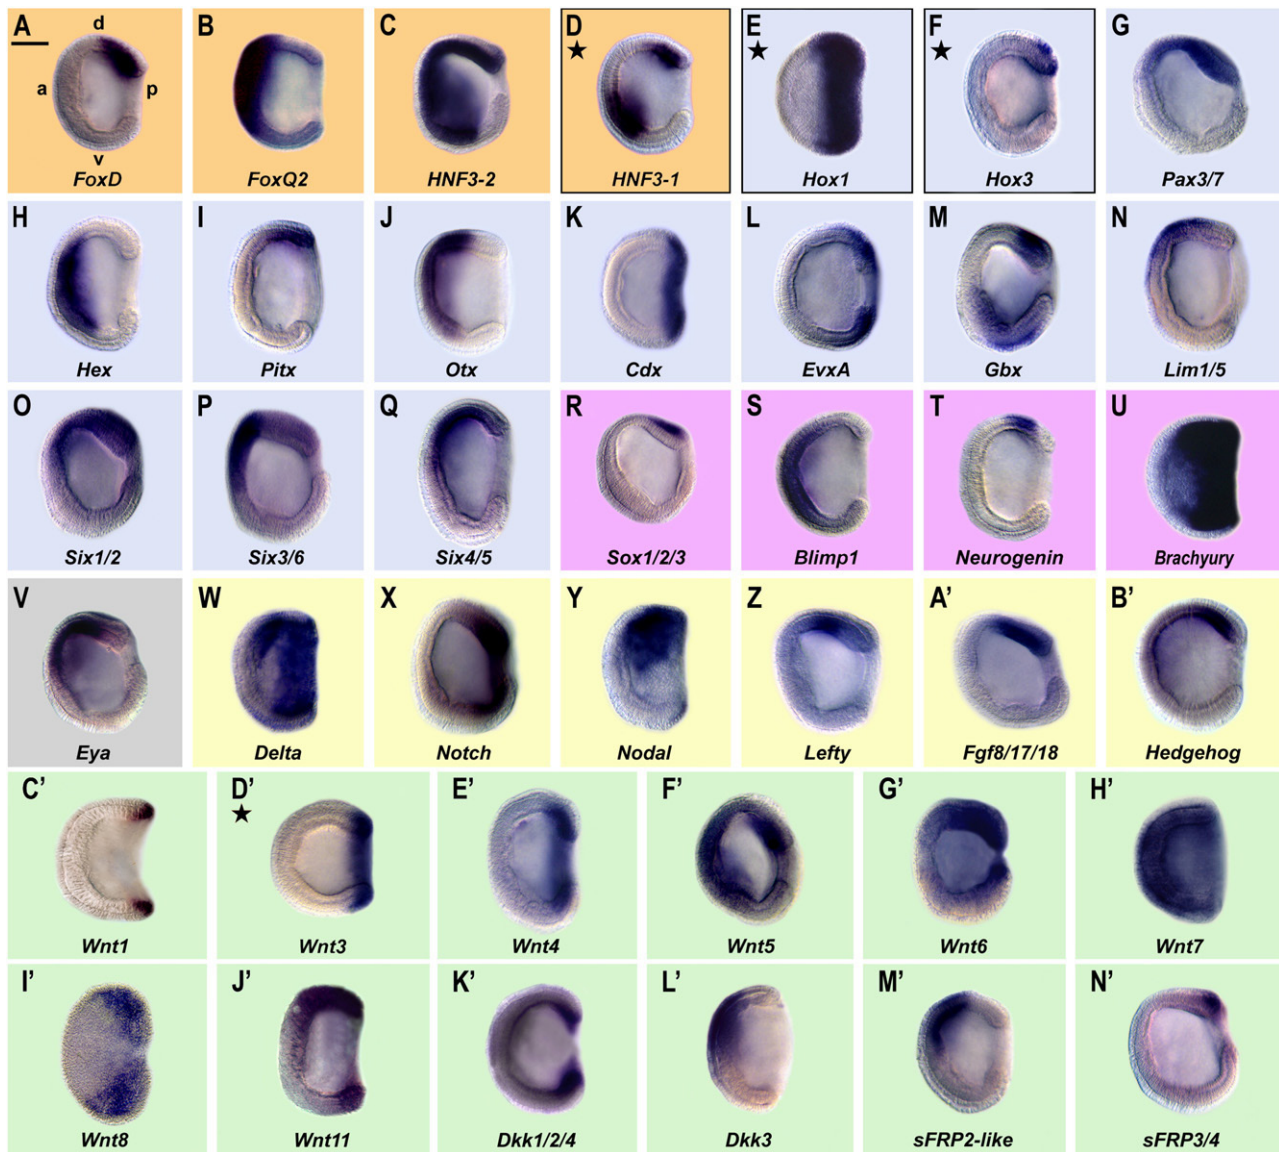 A B C D E F G
d
★ ★ ★
a p
v
FoxD FoxQ2 HNF3-2 HNF3-1 Hox1 Hox3 Pax3/7
H I J K L M N
Hex Pitx Otx Cdx EvxA Gbx Lim1/5
O P Q R S T U
Six1/2 Six3/6 Six4/5 Sox1/2/3 Blimp1 Neurogenin Brachyury
V W X Y Z A’ B’
Eya Delta Notch Nodal Lefty Fgf8/17/18 Hedgehog
C’ D’ E’ F’ G’ H’
★
Wnt1 Wnt3 Wnt4 Wnt5 Wnt6 Wnt7
I’ J’ K’ L’ M’ N’
Wnt8 Wnt11 Dkk1/2/4 Dkk3 sFRP2-like sFRP3/4